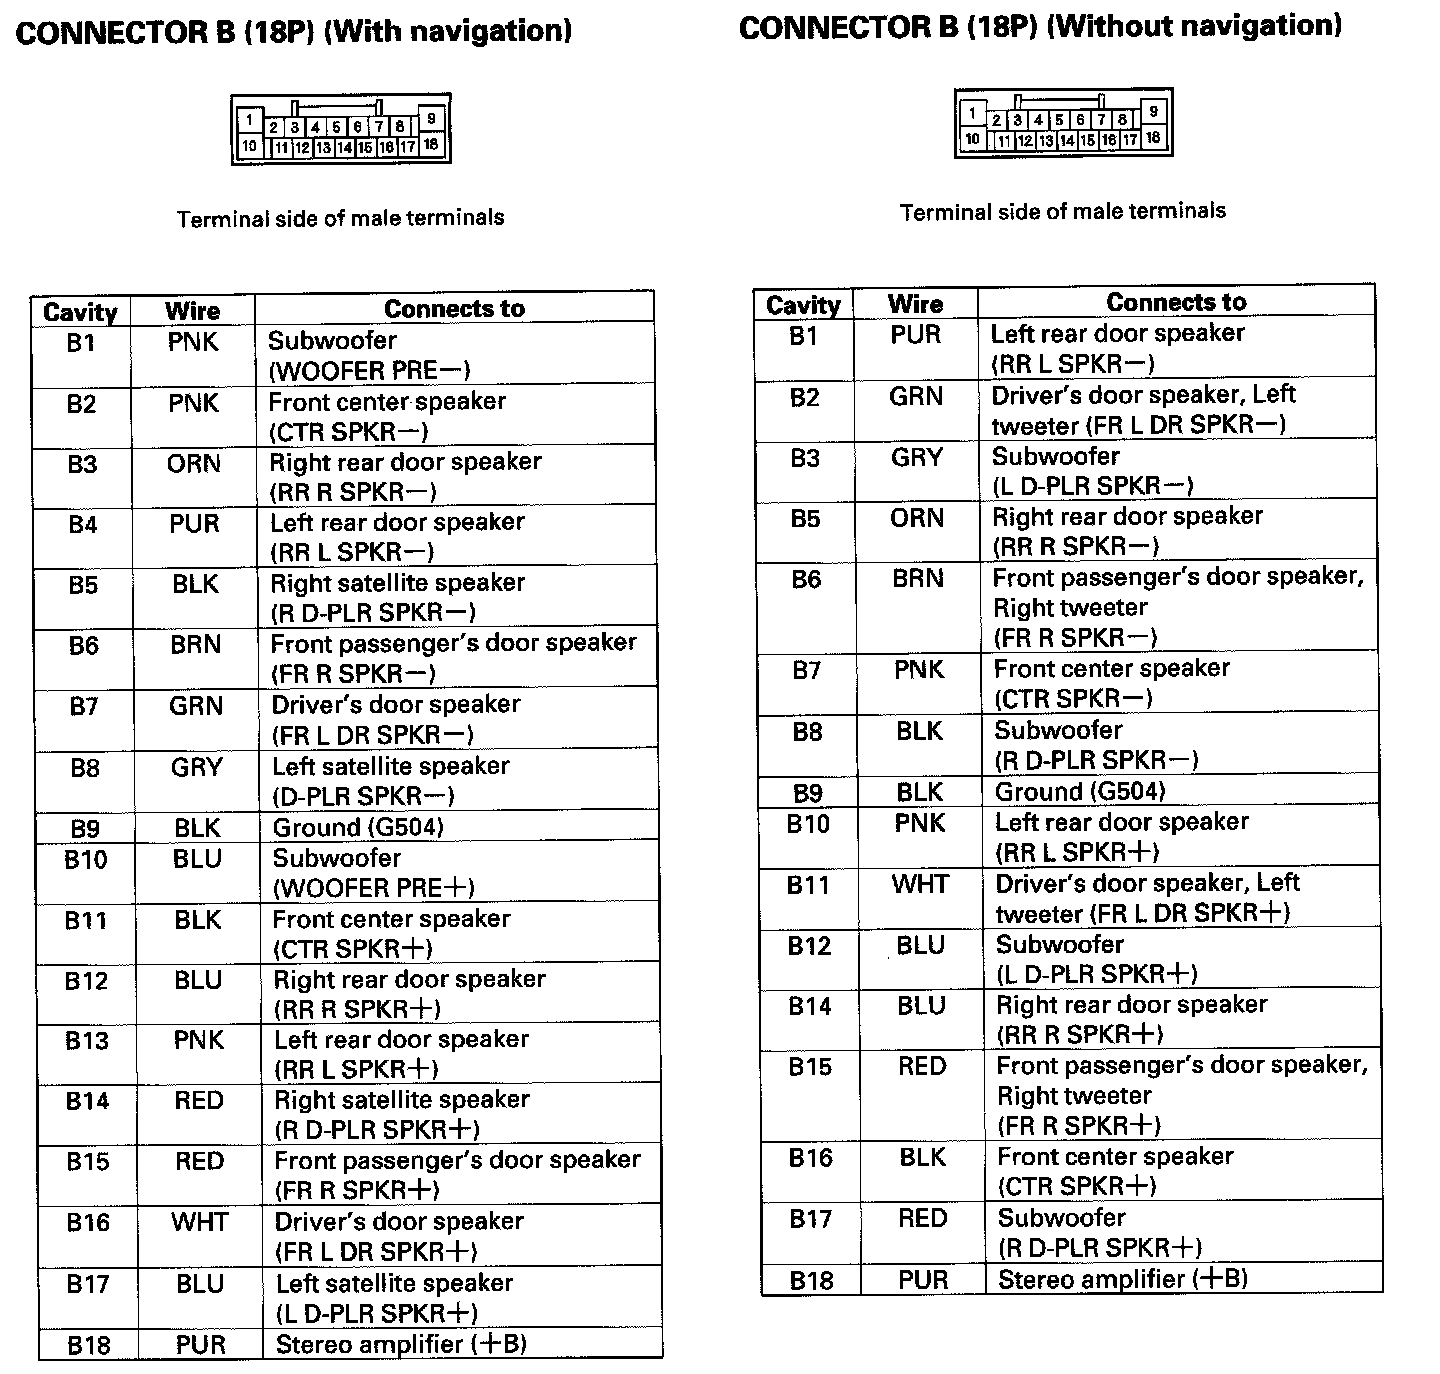 CONNECTOR B (18P) (With navigation)
1 2 3 4 5 6 7 8 9
10 11 12 13 14 15 16 17 18
Terminal side of male terminals
Cavity Wire Connects to
B1 PNK Subwoofer
(WOOFER PRE−)
B2 PNK Front center speaker
(CTR SPKR−)
B3 ORN Right rear door speaker
(RR R SPKR−)
B4 PUR Left rear door speaker
(RR L SPKR−)
B5 BLK Right satellite speaker
(R D-PLR SPKR−)
B6 BRN Front passenger's door speaker
(FR R SPKR−)
B7 GRN Driver's door speaker
(FR L DR SPKR−)
B8 GRY Left satellite speaker
(D-PLR SPKR−)
B9 BLK Ground (G504)
B10 BLU Subwoofer
(WOOFER PRE+)
B11 BLK Front center speaker
(CTR SPKR+)
B12 BLU Right rear door speaker
(RR R SPKR+)
B13 PNK Left rear door speaker
(RR L SPKR+)
B14 RED Right satellite speaker
(R D-PLR SPKR+)
B15 RED Front passenger's door speaker
(FR R SPKR+)
B16 WHT Driver's door speaker
(FR L DR SPKR+)
B17 BLU Left satellite speaker
(L D-PLR SPKR+)
B18 PUR Stereo amplifier (+B)
CONNECTOR B (18P) (Without navigation)
1 2 3 4 5 6 7 8 9
10 11 12 13 14 15 16 17 18
Terminal side of male terminals
Cavity Wire Connects to
B1 PUR Left rear door speaker
(RR L SPKR−)
B2 GRN Driver's door speaker, Left
tweeter (FR L DR SPKR−)
B3 GRY Subwoofer
(L D-PLR SPKR−)
B5 ORN Right rear door speaker
(RR R SPKR−)
B6 BRN Front passenger's door speaker,
Right tweeter
(FR R SPKR−)
B7 PNK Front center speaker
(CTR SPKR−)
B8 BLK Subwoofer
(R D-PLR SPKR−)
B9 BLK Ground (G504)
B10 PNK Left rear door speaker
(RR L SPKR+)
B11 WHT Driver's door speaker, Left
tweeter (FR L DR SPKR+)
B12 BLU Subwoofer
(L D-PLR SPKR+)
B14 BLU Right rear door speaker
(RR R SPKR+)
B15 RED Front passenger's door speaker,
Right tweeter
(FR R SPKR+)
B16 BLK Front center speaker
(CTR SPKR+)
B17 RED Subwoofer
(R D-PLR SPKR+)
B18 PUR Stereo amplifier (+B)